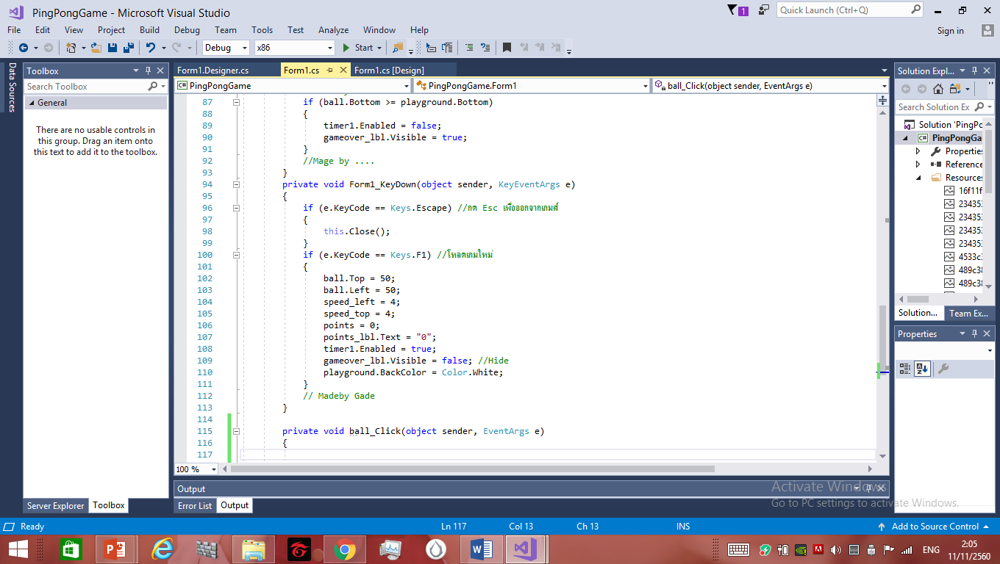 PingPongGame - Microsoft Visual Studio
1
Quick Launch (Ctrl+Q)
File Edit View Project Build Debug Team Tools Test Analyze Window Help
Sign in
Debug x86 Start
Data Sources
Toolbox
Search Toolbox
General
There are no usable controls in
this group. Drag an item onto
this text to add it to the toolbox.
Server Explorer Toolbox
Form1.Designer.cs Form1.cs Form1.cs [Design]
PingPongGame PingPongGame.Form1 ball_Click(object sender, EventArgs e)
87 if (ball.Bottom >= playground.Bottom)
88 {
89 timer1.Enabled = false;
90 gameover_lbl.Visible = true;
91 }
92 //Mage by ....
93 }
94 private void Form1_KeyDown(object sender, KeyEventArgs e)
95 {
96 if (e.KeyCode == Keys.Escape) //กด Esc เพื่อออกจากเกมส์
97 {
98 this.Close();
99 }
100 if (e.KeyCode == Keys.F1) //โหลดเกมใหม่
101 {
102 ball.Top = 50;
103 ball.Left = 50;
104 speed_left = 4;
105 speed_top = 4;
106 points = 0;
107 points_lbl.Text = "0";
108 timer1.Enabled = true;
109 gameover_lbl.Visible = false; //Hide
110 playground.BackColor = Color.White;
111 }
112 // Madeby Gade
113 }
114
115 private void ball_Click(object sender, EventArgs e)
116 {
117
100 %
Output
Error List Output
Solution Expl...
Search Solution Ex
Solution 'PingPo
PingPongGa
Properties
Reference
Resources
16f11f
234353
234353
234353
234353
4533c3
489c38
489c38
Solution... Team Ex...
Properties
Activate Windows
Go to PC settings to activate Windows.
Ready Ln 117 Col 13 Ch 13 INS Add to Source Control
ENG
2:05
11/11/2560